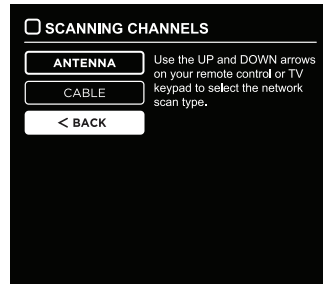 SCANNING CHANNELS
ANTENNA
CABLE
< BACK
Use the UP and DOWN arrows
on your remote control or TV
keypad to select the network
scan type.